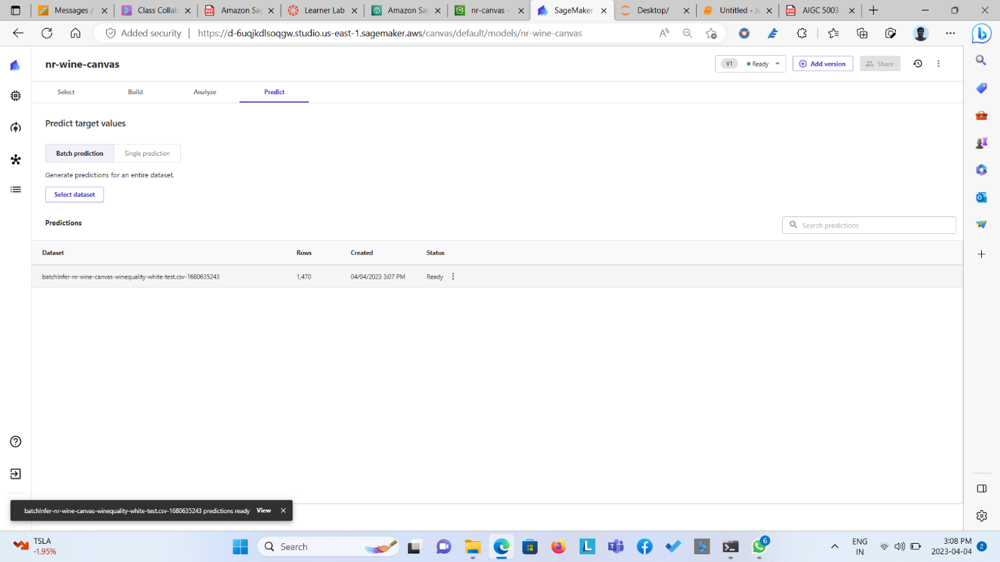 Messages /
Class Collab
Amazon Sag
Learner Lab
Amazon Sag
nr-canvas -
SageMaker
Desktop/
Untitled - Ju
AIGC 5003 -
Added security
https://d-6uqjkdlsoqgw.studio.us-east-1.sagemaker.aws/canvas/default/models/nr-wine-canvas
nr-wine-canvas
V1
Ready
Add version
Share
Select
Build
Analyze
Predict
Predict target values
Batch prediction
Single prediction
Generate predictions for an entire dataset.
Select dataset
Predictions
Search predictions
Dataset
Rows
Created
Status
batchInfer-nr-wine-canvas-winequality-white-test.csv-1680635243
1,470
04/04/2023 3:07 PM
Ready
batchInfer-nr-wine-canvas-winequality-white-test.csv-1680635243 predictions ready
View
TSLA
-1.95%
Search
6
ENG
IN
3:08 PM
2023-04-04
2